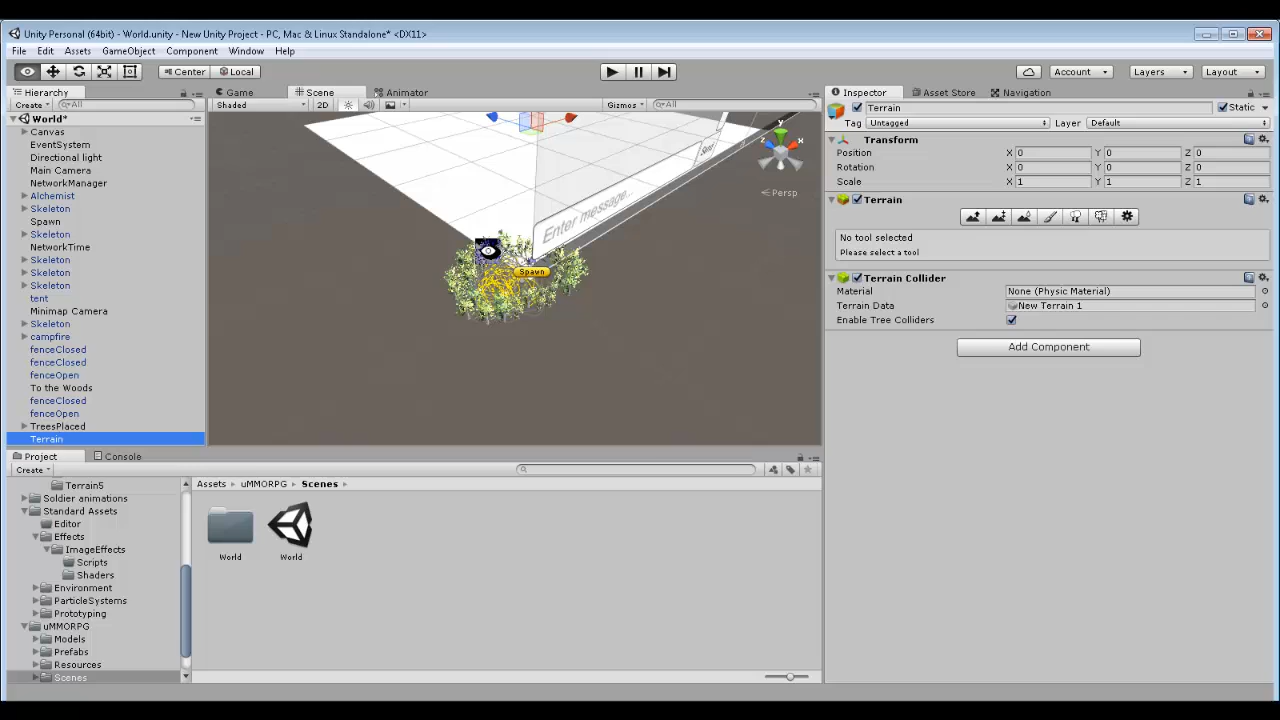 Unity Personal (64bit) - World.unity - New Unity Project - PC, Mac & Linux Standalone* <DX11>
File Edit Assets GameObject Component Window Help
Center Local Account Layers Layout
Hierarchy Game Scene Animator Inspector Asset Store Navigation
Create All Shaded 2D Gizmos All Terrain Static
World* Tag Untagged Layer Default
Canvas
EventSystem
Directional light
Main Camera
NetworkManager
Alchemist
Skeleton
Spawn
Skeleton
NetworkTime
Skeleton
Skeleton
Skeleton
tent
Minimap Camera
Skeleton
campfire
fenceClosed
fenceClosed
fenceOpen
To the Woods
fenceClosed
fenceOpen
TreesPlaced
Terrain
y
x
z
Persp
Send
Enter message...
Spawn
Transform
Position X 0 Y 0 Z 0
Rotation X 0 Y 0 Z 0
Scale X 1 Y 1 Z 1
Terrain
No tool selected
Please select a tool
Terrain Collider
Material None (Physic Material)
Terrain Data New Terrain 1
Enable Tree Colliders
Add Component
Project Console
Create
Terrain5
Soldier animations
Standard Assets
Editor
Effects
ImageEffects
Scripts
Shaders
Environment
ParticleSystems
Prototyping
uMMORPG
Models
Prefabs
Resources
Scenes
Assets uMMORPG Scenes
World World